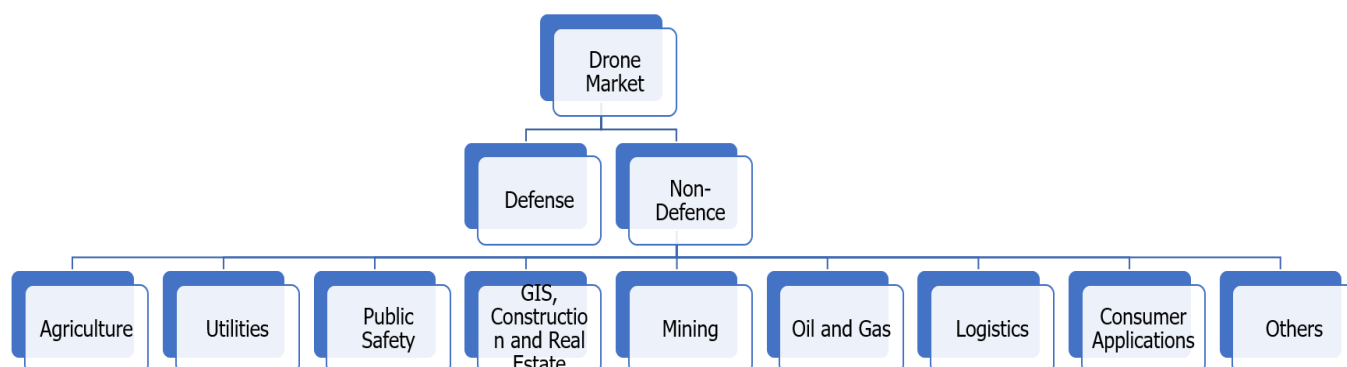 Drone
Market
Defense
Non-
Defence
Agriculture
Utilities
Public
Safety
GIS,
Constructio
n and Real
Estate
Mining
Oil and Gas
Logistics
Consumer
Applications
Others